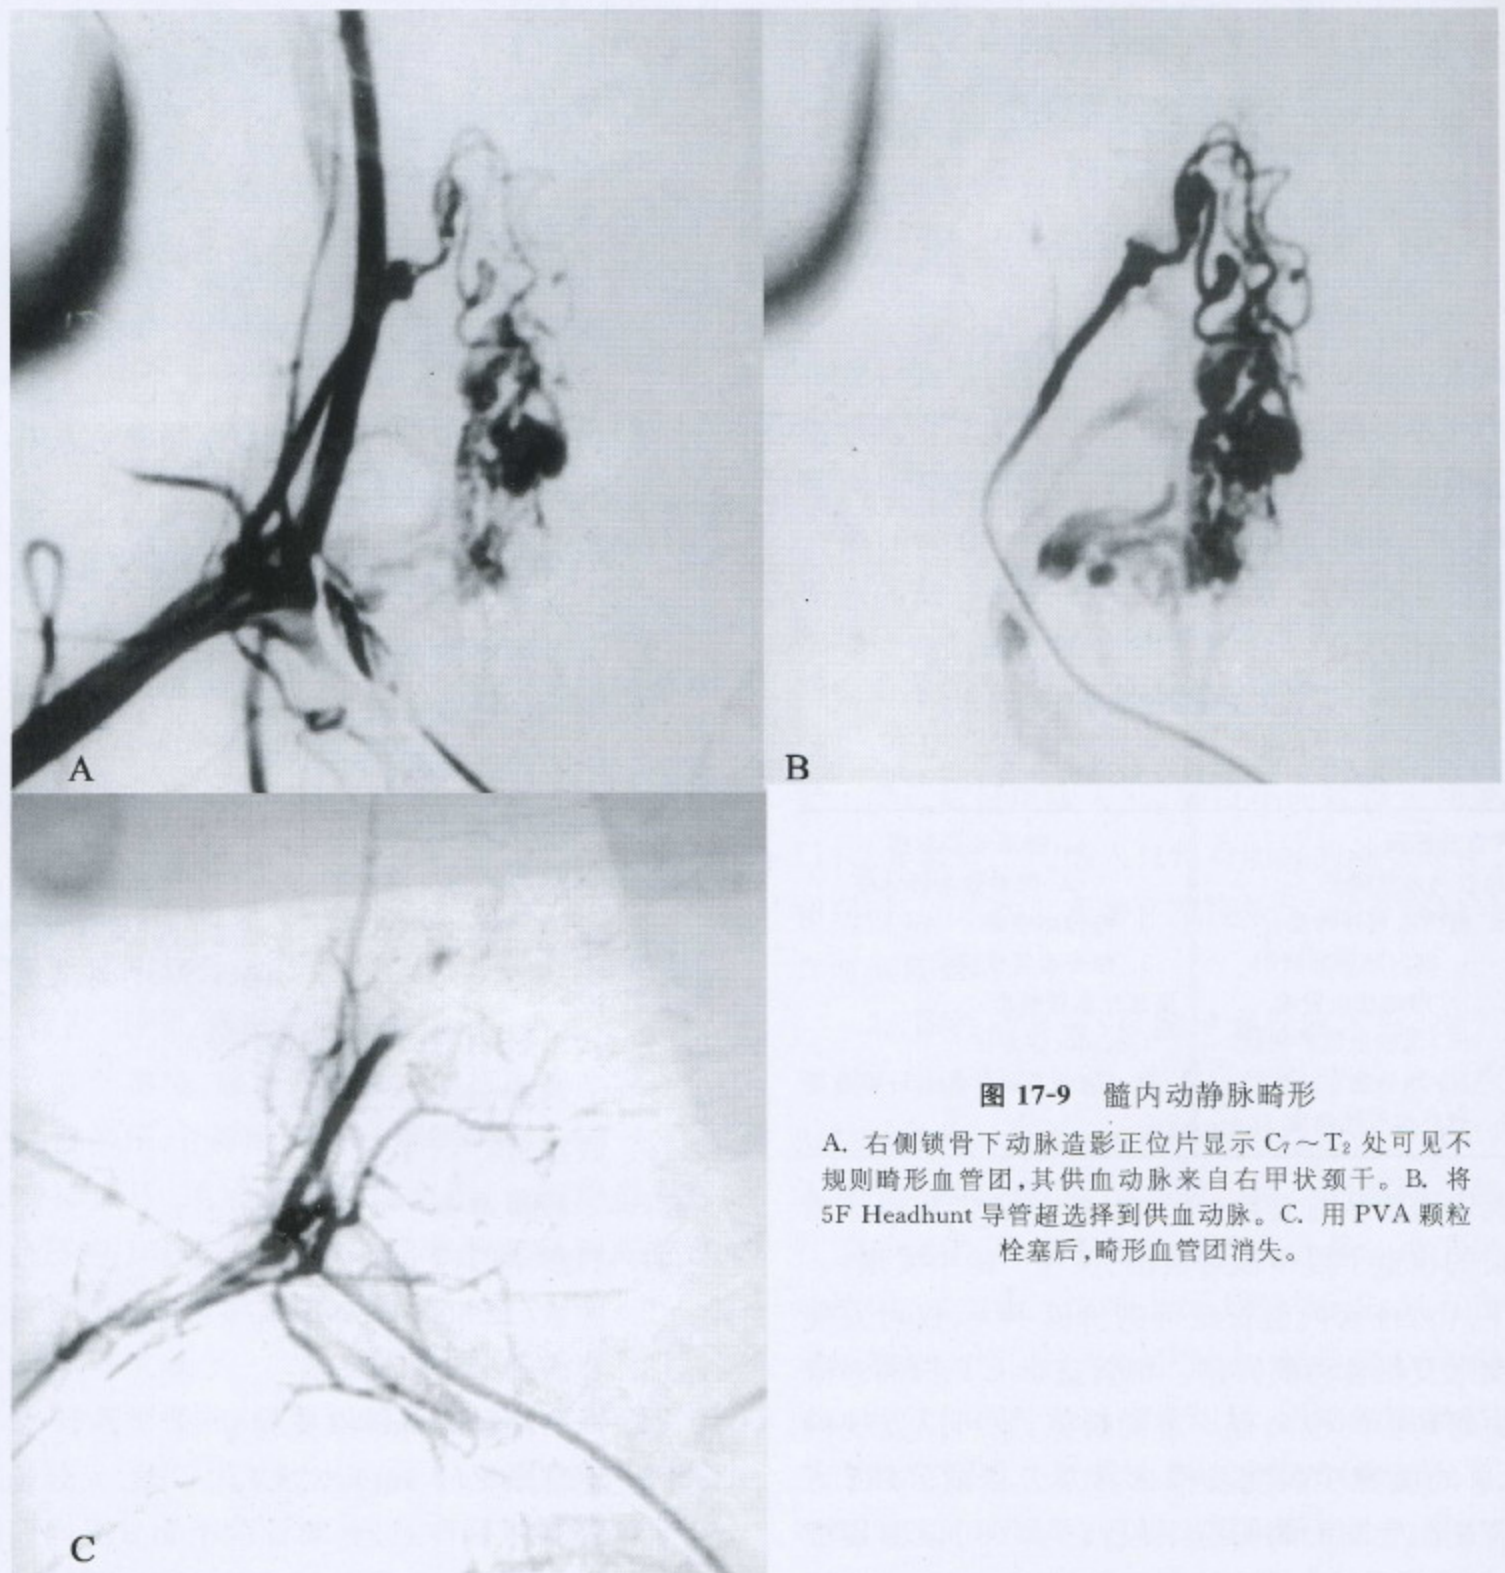 A
B
C
图 17-9 髓内动静脉畸形
A. 右侧锁骨下动脉造影正位片显示 C₇～T₂ 处可见不
规则畸形血管团,其供血动脉来自右甲状颈干。B. 将
5F Headhunt 导管超选择到供血动脉。C. 用 PVA 颗粒
栓塞后,畸形血管团消失。